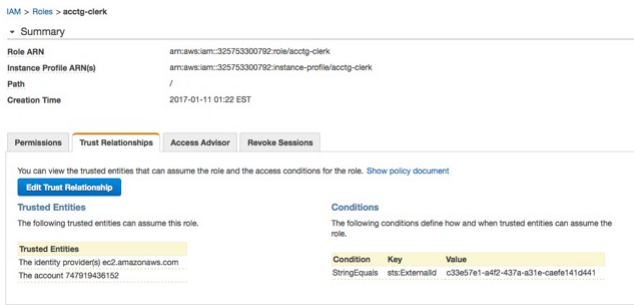 IAM > Roles > acctg-clerk
Summary
Role ARN arn:aws:iam::325753300792:role/acctg-clerk
Instance Profile ARN(s) arn:aws:iam::325753300792:instance-profile/acctg-clerk
Path /
Creation Time 2017-01-11 01:22 EST
Permissions Trust Relationships Access Advisor Revoke Sessions
You can view the trusted entities that can assume the role and the access conditions for the role. Show policy document
Edit Trust Relationship
Trusted Entities
The following trusted entities can assume this role.
Trusted Entities
The identity provider(s) ec2.amazonaws.com
The account 747919436152
Conditions
The following conditions define how and when trusted entities can assume the
role.
Condition Key Value
StringEquals sts:ExternalId c33e57e1-a4f2-437a-a31e-caefe141d441